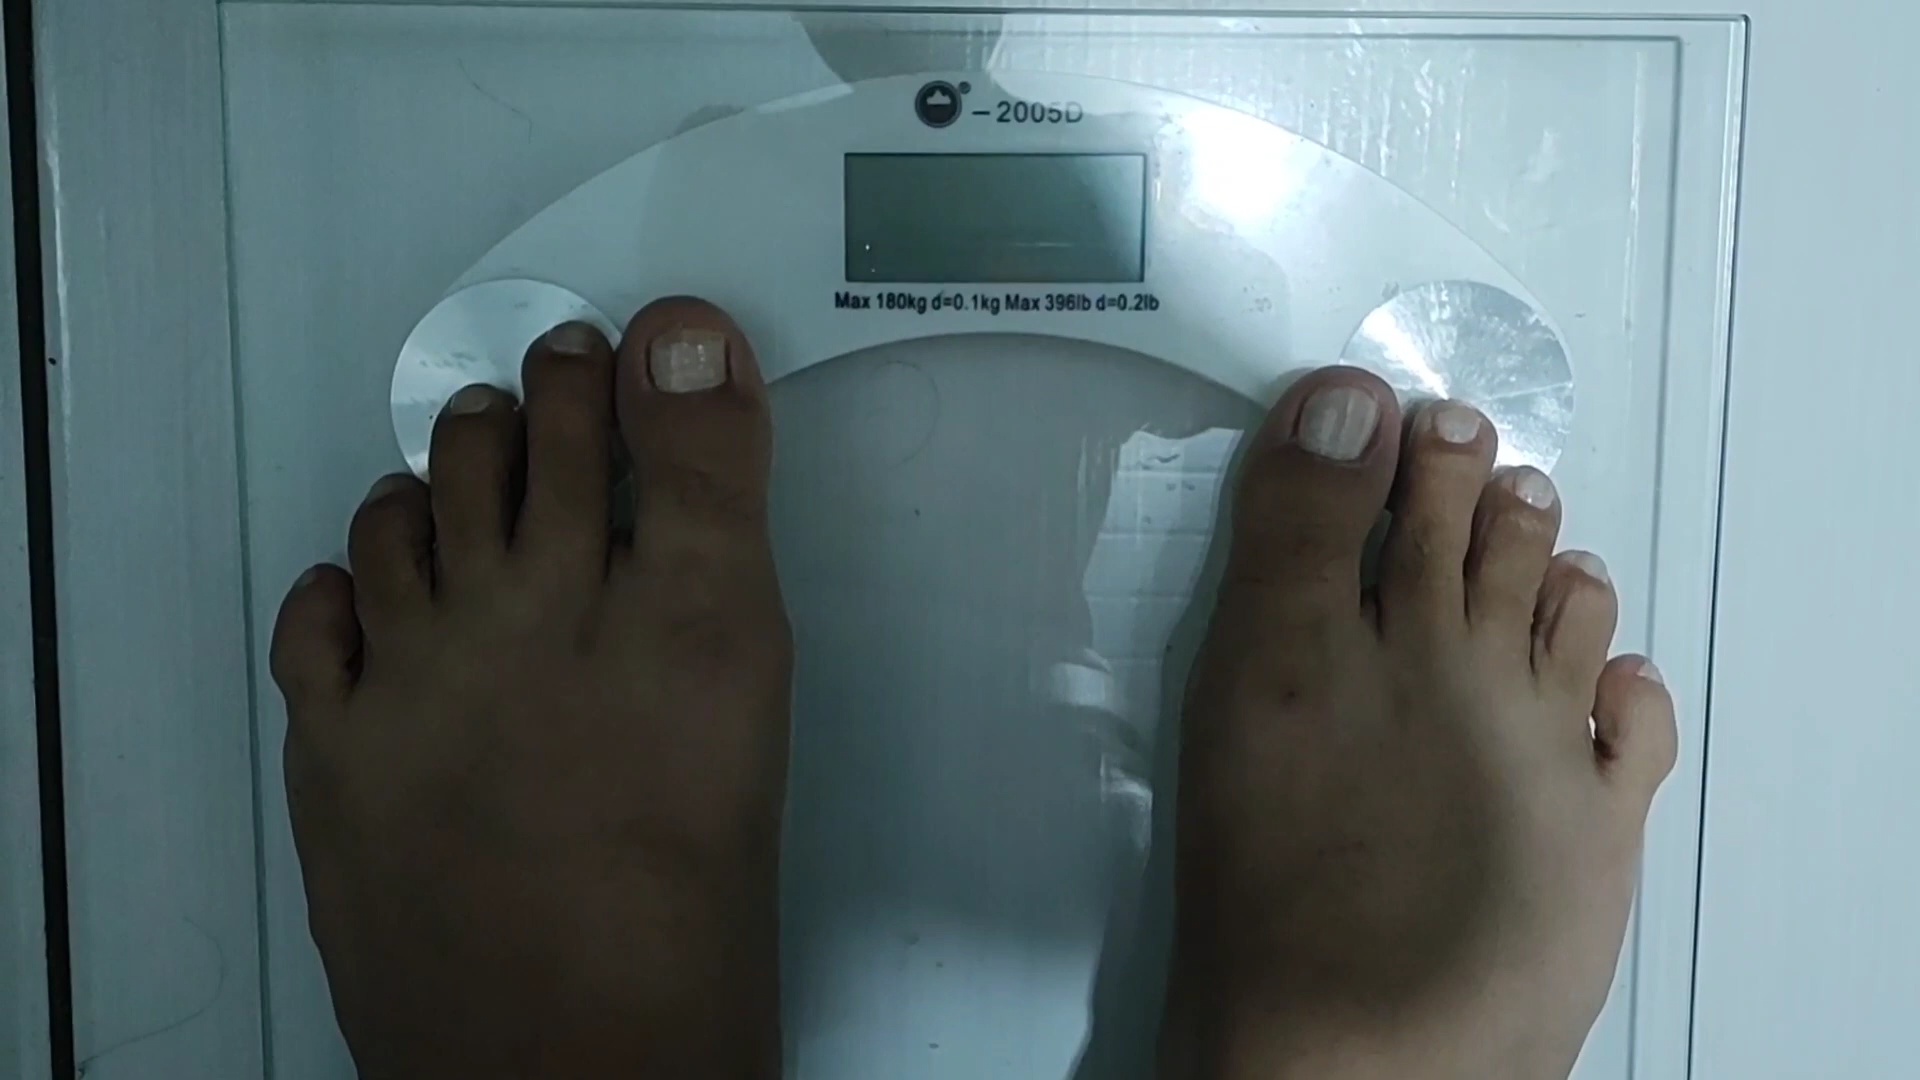 ® – 2005D
Max 180kg d=0.1kg Max 396lb d=0.2lb